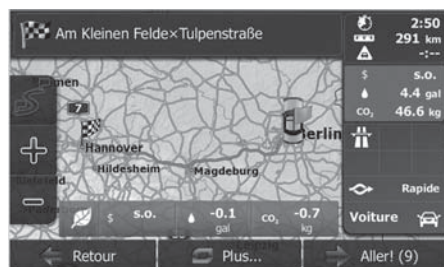 Am Kleinen Felde×Tulpenstraße
2:50
291 km
-:--
$ s.o.
4.4 gal
CO₂ 46.6 kg
7
Hannover
erlin
Hildesheim
Magdeburg
Rapide
$ s.o.
-0.1 gal
CO₂ -0.7 kg
Voiture
Retour
Plus...
Aller! (9)